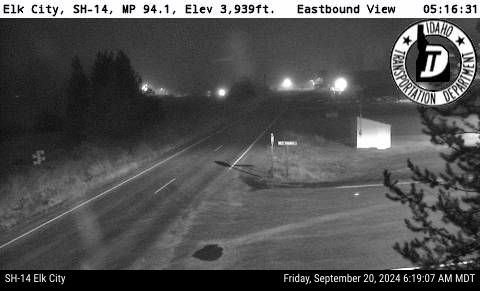 Elk City, SH-14, MP 94.1, Elev 3,939ft.   Eastbound View   05:16:31
IDAHO
TRANSPORTATION DEPARTMENT
SH-14 Elk City
Friday, September 20, 2024 6:19:07 AM MDT